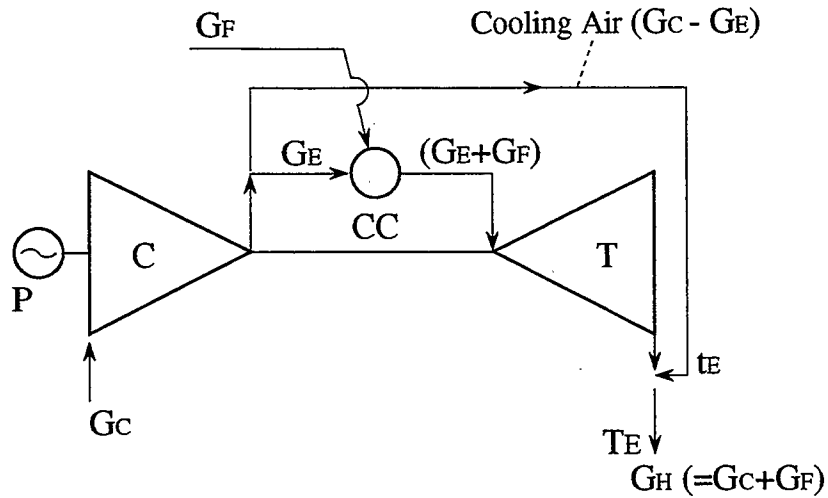 GF
Cooling Air (GC - GE)
GE
(GE+GF)
CC
C
T
P
tE
GC
TE
GH (=GC+GF)